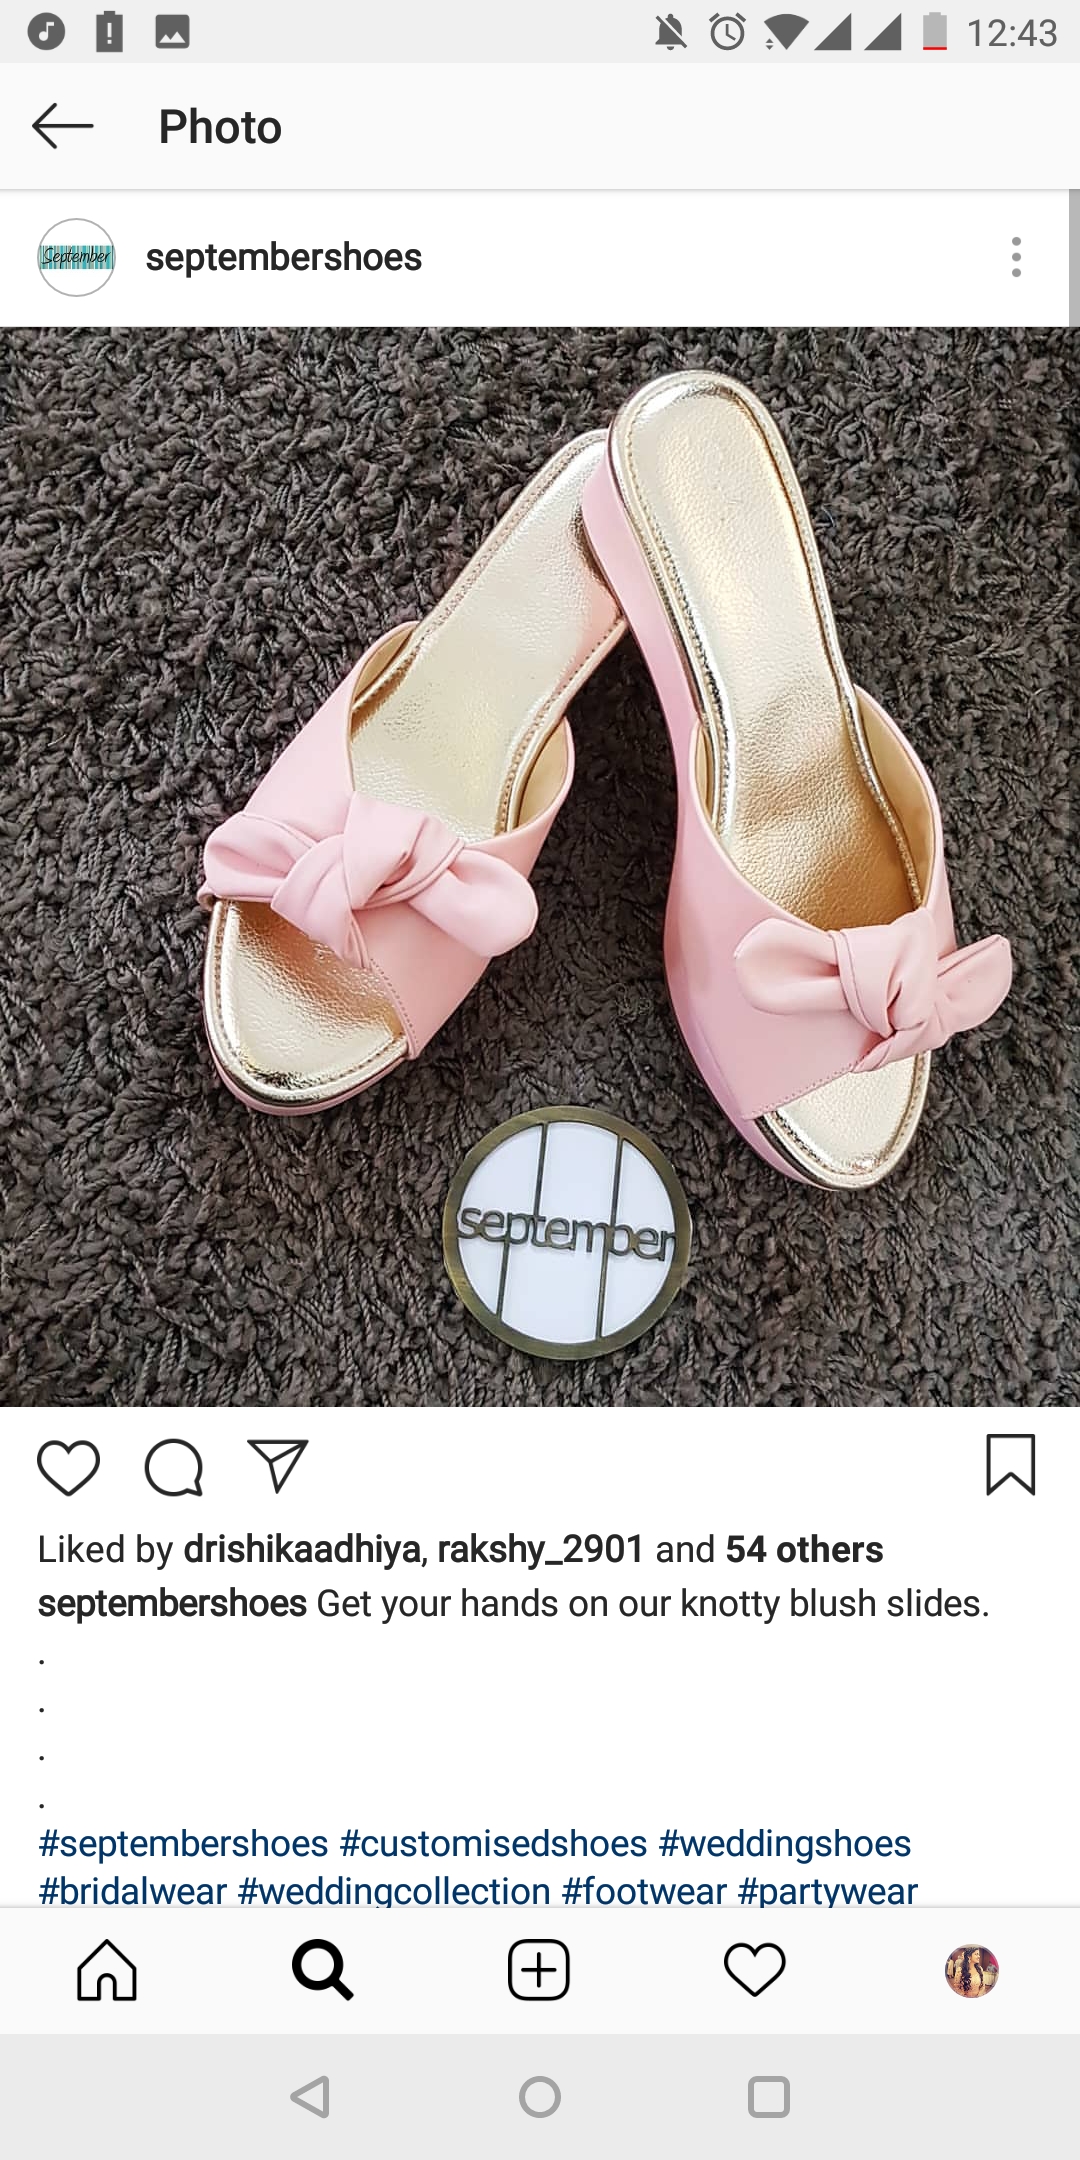 12:43
Photo
September
septembershoes
september
Liked by drishikaadhiya, rakshy_2901 and 54 others
septembershoes Get your hands on our knotty blush slides.
.
.
.
.
#septembershoes #customisedshoes #weddingshoes
#bridalwear #weddingcollection #footwear #partywear